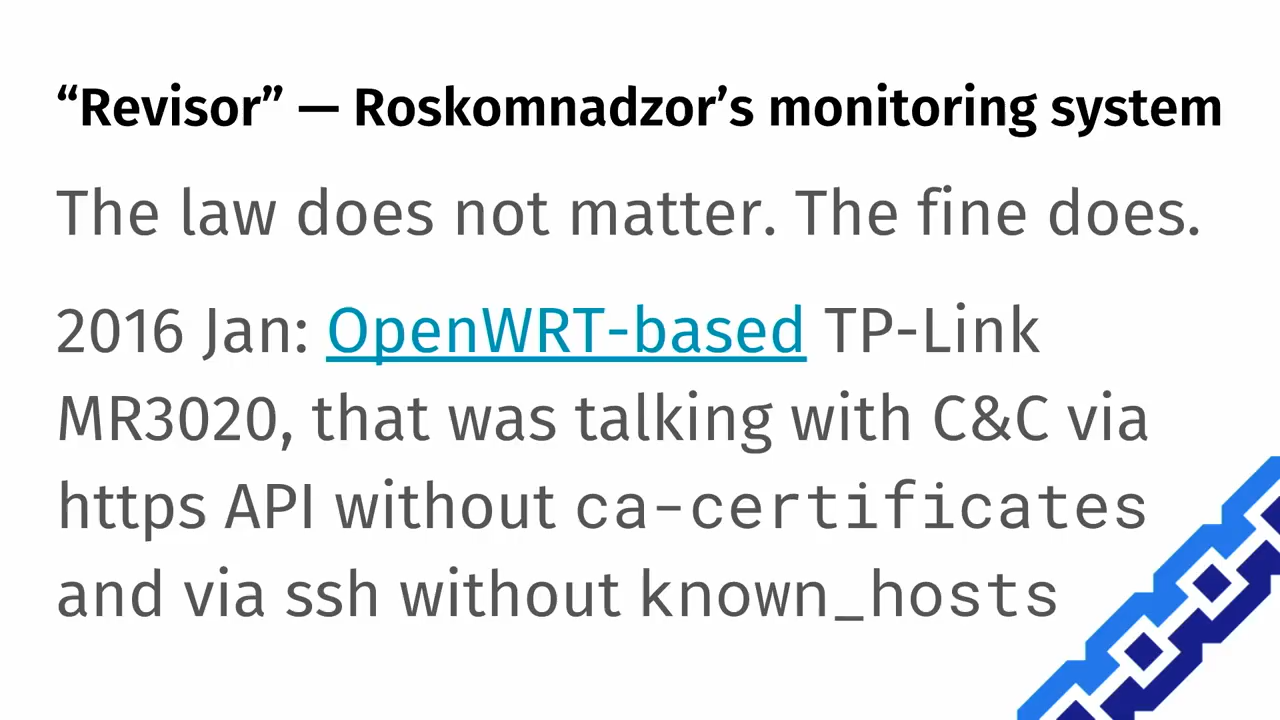 “Revisor” — Roskomnadzor’s monitoring system
The law does not matter. The fine does.
2016 Jan: OpenWRT-based TP-Link
MR3020, that was talking with C&C via
https API without ca-certificates
and via ssh without known_hosts